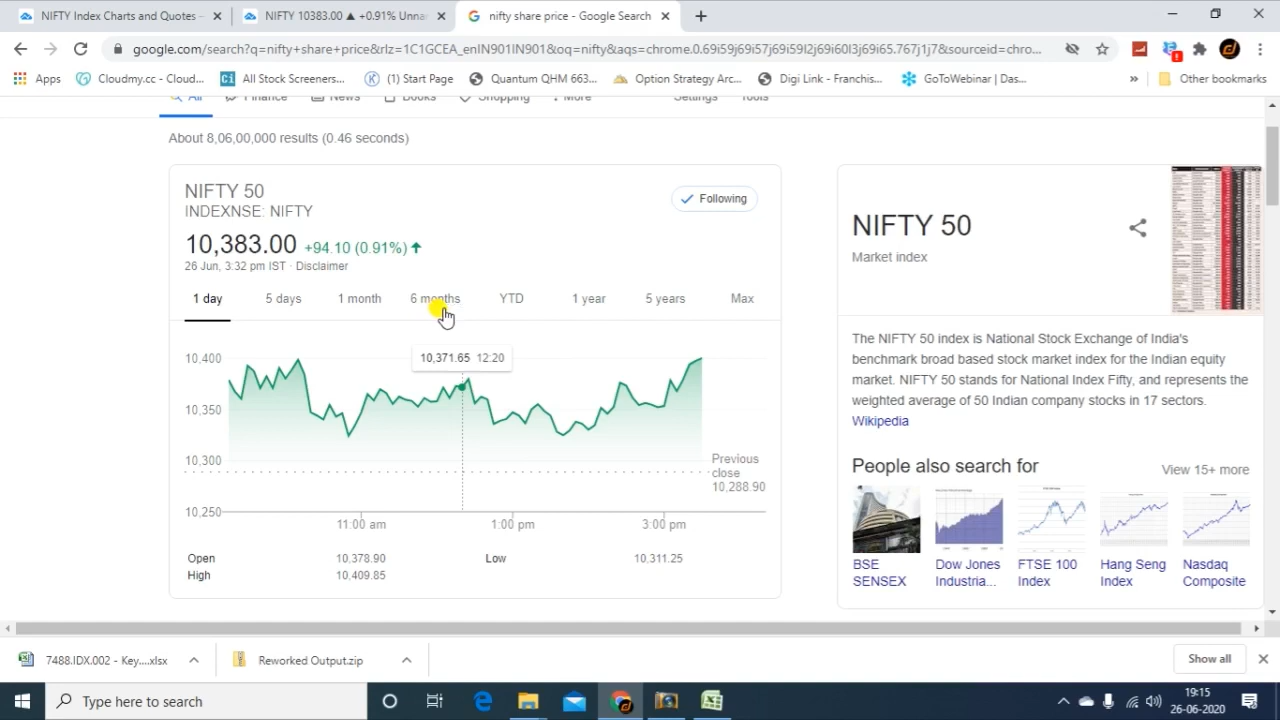 NIFTY Index Charts and Quotes -
NIFTY 10383.00 ▲ +0.91% Unna
nifty share price - Google Search
google.com/search?q=nifty+share+price&rlz=1C1GCEA_enIN901IN901&oq=nifty&aqs=chrome.0.69i59j69i57j69i59l2j69i60l3j69i65.767j1j7&sourceid=chro...
Apps
Cloudmy.cc - Cloud...
All Stock Screeners...
(1) Start Page
Quantum QHM 663...
Option Strategy
Digi Link - Franchis...
GoToWebinar | Das...
»
Other bookmarks
All
Finance
News
Books
Shopping
More
Settings
Tools
About 8,06,00,000 results (0.46 seconds)
NIFTY 50
INDEXNSE: NIFTY
10,383.00 +94.10 (0.91%)
26 Jun, 3:32 pm IST
Following
1 day
5 days
1 month
6 months
YTD
1 year
5 years
Max
10,371.65 12:20
10,400
10,350
10,300
10,250
Previous
close
10,288.90
11:00 am
1:00 pm
3:00 pm
Open 10,378.90 Low 10,311.25
High 10,409.85
NIFTY 50
Market index
The NIFTY 50 index is National Stock Exchange of India's
benchmark broad based stock market index for the Indian equity
market. NIFTY 50 stands for National Index Fifty, and represents the
weighted average of 50 Indian company stocks in 17 sectors.
Wikipedia
People also search for
View 15+ more
BSE
SENSEX
Dow Jones
Industria...
FTSE 100
Index
Hang Seng
Index
Nasdaq
Composite
7488.IDX.002 - Key....xlsx
Reworked Output.zip
Show all
Type here to search
19:15
26-06-2020